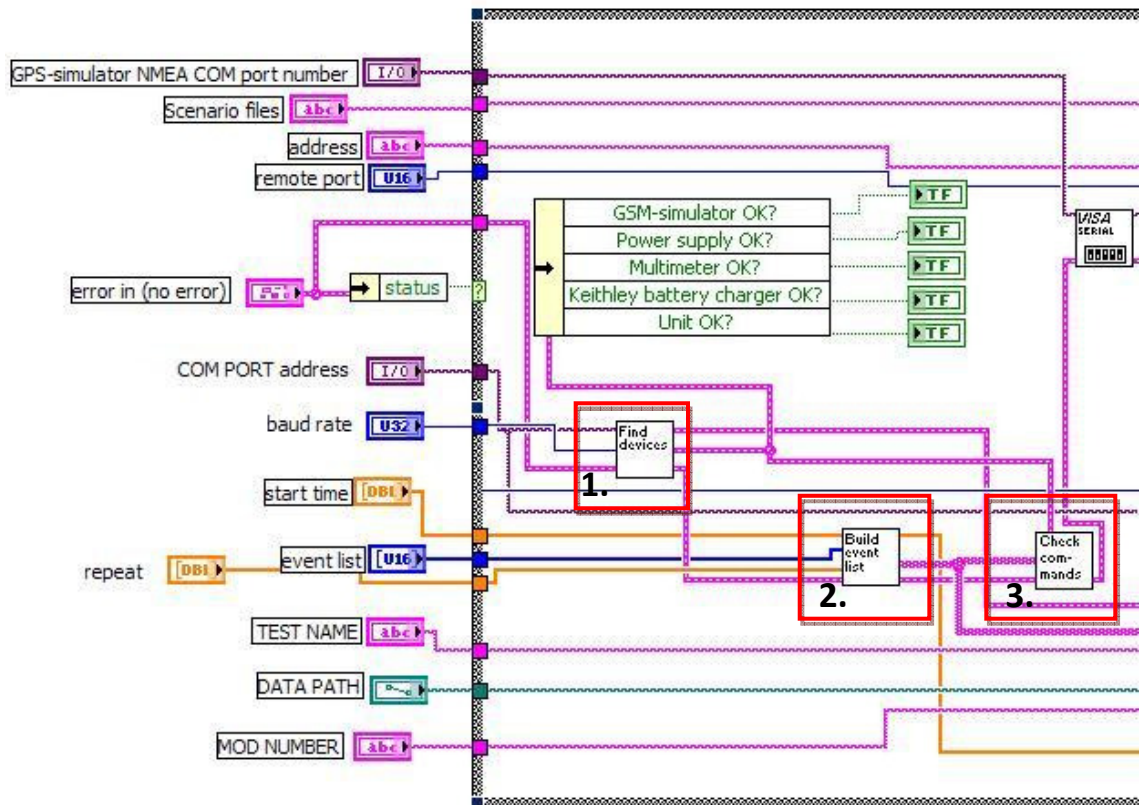 GPS-simulator NMEA COM port number
I/O
Scenario files
abc
address
abc
remote port
U16
GSM-simulator OK?
TF
Power supply OK?
TF
Multimeter OK?
TF
Keithley battery charger OK?
TF
Unit OK?
TF
VISA
SERIAL
error in (no error)
status
?
COM PORT address
I/O
baud rate
U32
Find
devices
1.
start time
[DBL
event list
[U16
repeat
[DBL
Build
event
list
2.
Check
com-
mands
3.
TEST NAME
abc
DATA PATH
MOD NUMBER
abc